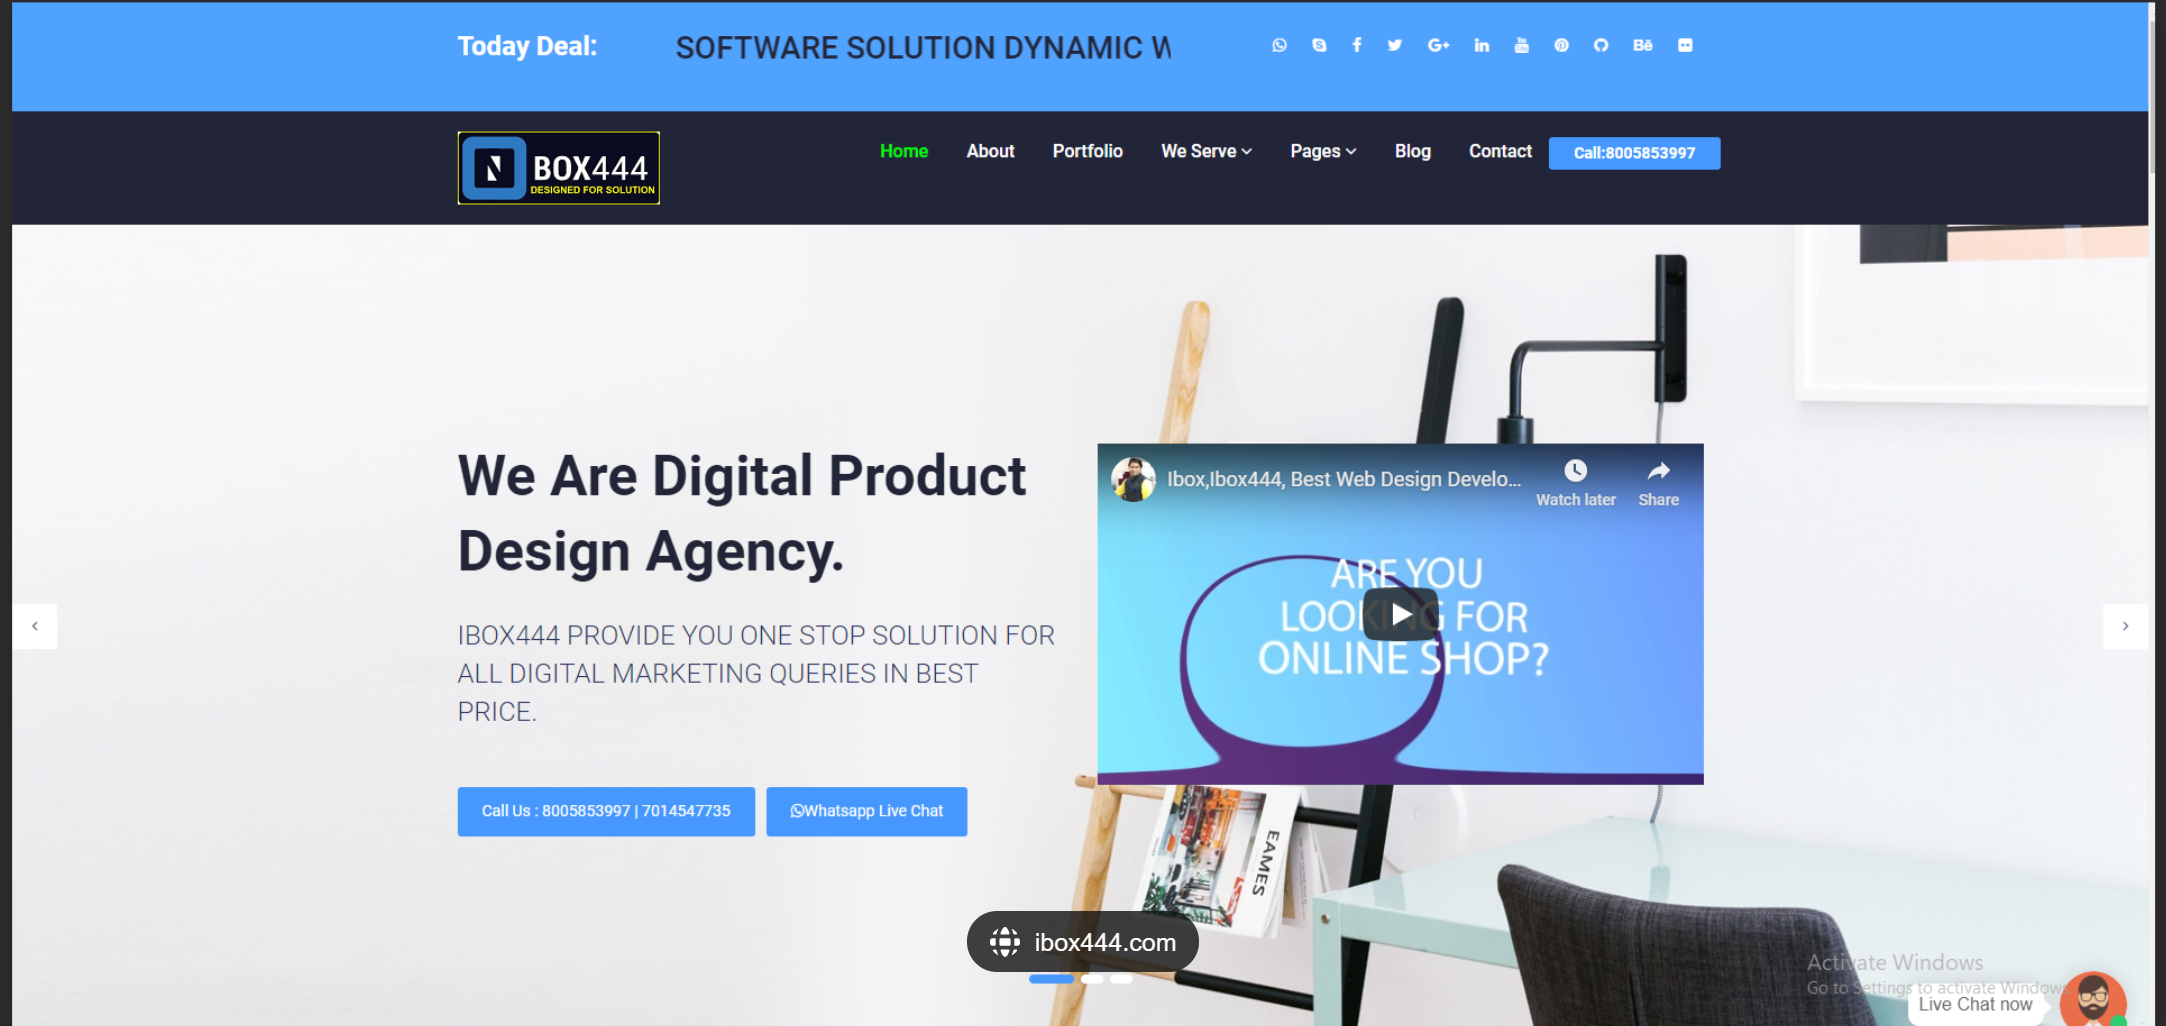 Today Deal:
SOFTWARE SOLUTION DYNAMIC
BOX444
DESIGNED FOR SOLUTION
Home
About
Portfolio
We Serve
Pages
Blog
Contact
Call:8005853997
We Are Digital Product
Design Agency.
IBOX444 PROVIDE YOU ONE STOP SOLUTION FOR
ALL DIGITAL MARKETING QUERIES IN BEST
PRICE.
Call Us : 8005853997 | 7014547735
Whatsapp Live Chat
Ibox,Ibox444, Best Web Design Develo...
Watch later
Share
ARE YOU
LOOKING FOR
ONLINE SHOP?
EAMES
ibox444.com
Activate Windows
Go to Settings to activate Windows
Live Chat now